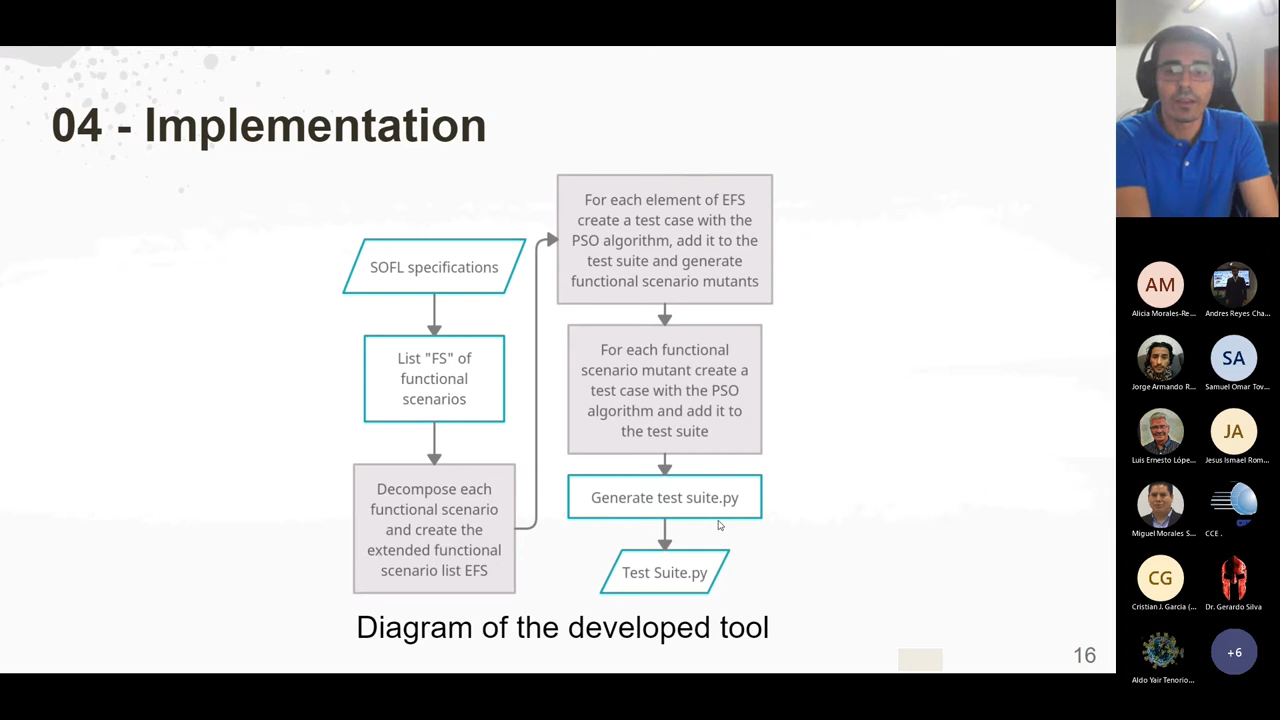 04 - Implementation
SOFL specifications
List "FS" of
functional
scenarios
Decompose each
functional scenario
and create the
extended functional
scenario list EFS
For each element of EFS
create a test case with the
PSO algorithm, add it to the
test suite and generate
functional scenario mutants
For each functional
scenario mutant create a
test case with the PSO
algorithm and add it to
the test suite
Generate test suite.py
Test Suite.py
Diagram of the developed tool
16
AM
Alicia Morales-Re...
Andres Reyes Cha...
Jorge Armando R...
SA
Samuel Omar Tov...
Luis Ernesto Lópe...
JA
Jesus Ismael Rom...
Miguel Morales S...
CCE .
CG
Cristian J. Garcia (...
Dr. Gerardo Silva
Aldo Yair Tenorio...
+6